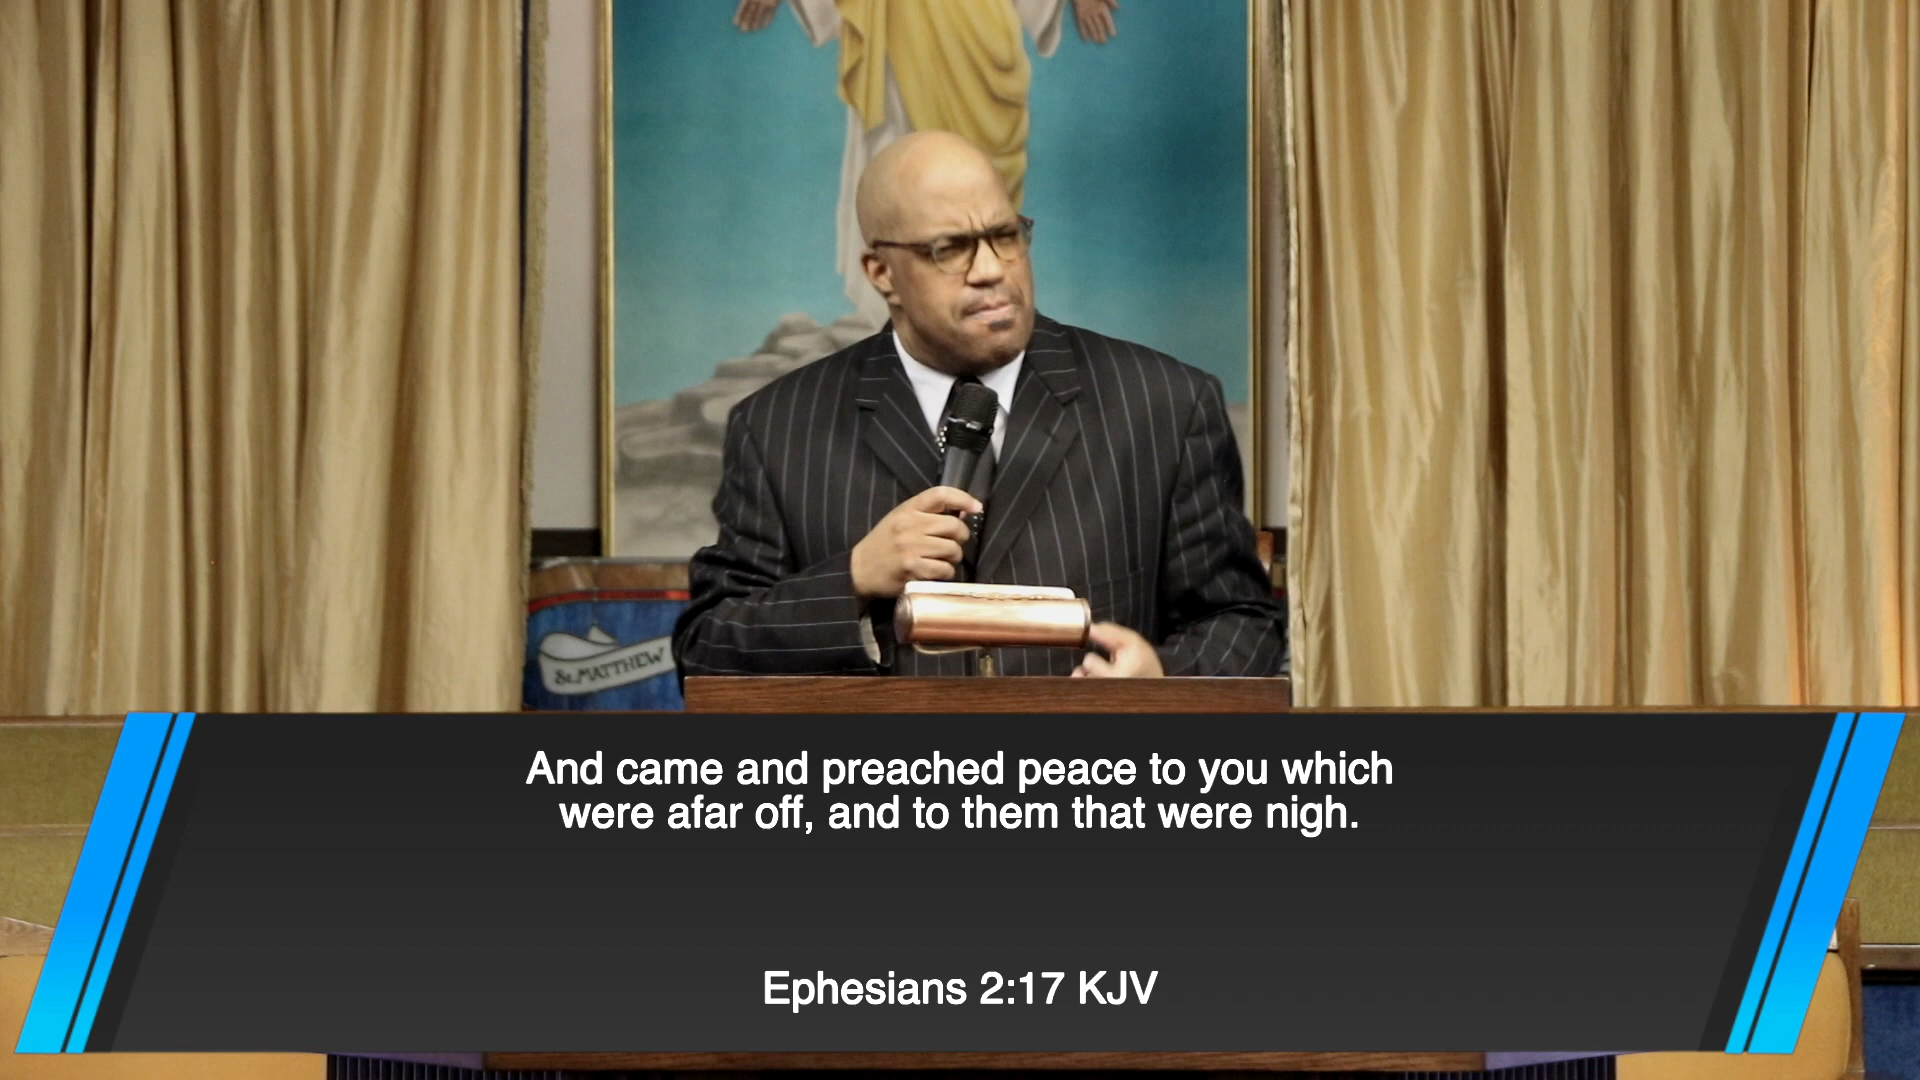 St. MATTHEW
And came and preached peace to you which
were afar off, and to them that were nigh.
Ephesians 2:17 KJV